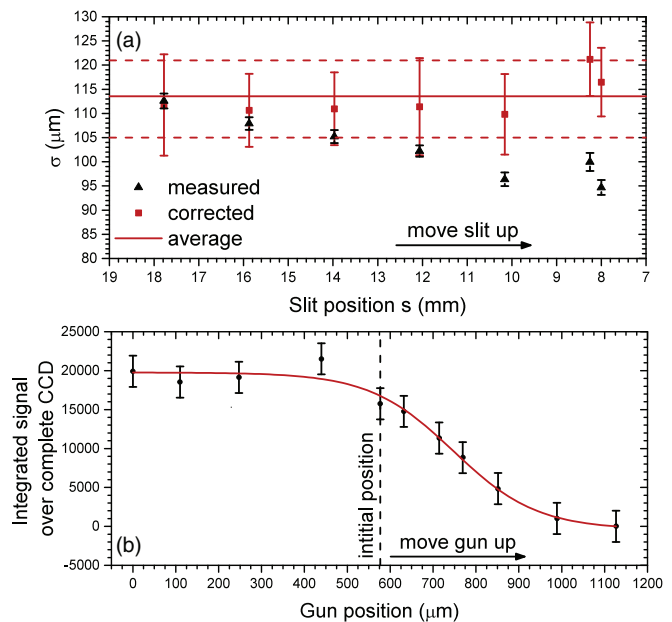 (a)
130
125
120
115
110
105
100
95
90
85
80
σ (μm)
measured
corrected
average
move slit up
19 18 17 16 15 14 13 12 11 10 9 8 7
Slit position s (mm)
25000
20000
15000
10000
5000
0
-5000
Integrated signal
over complete CCD
(b)
intitial position
move gun up
0 100 200 300 400 500 600 700 800 900 1000 1100 1200
Gun position (μm)